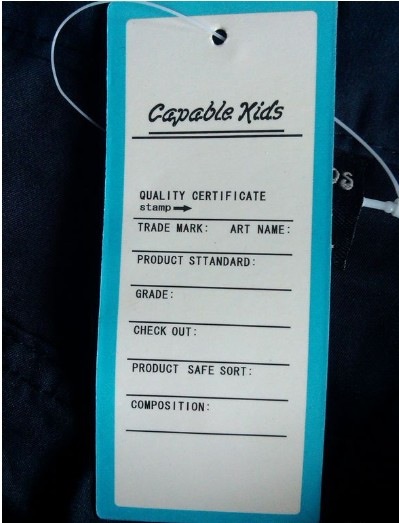 Capable Kids
QUALITY CERTIFICATE
stamp→
TRADE MARK: ART NAME:
PRODUCT STTANDARD:
GRADE:
CHECK OUT:
PRODUCT SAFE SORT:
COMPOSITION: